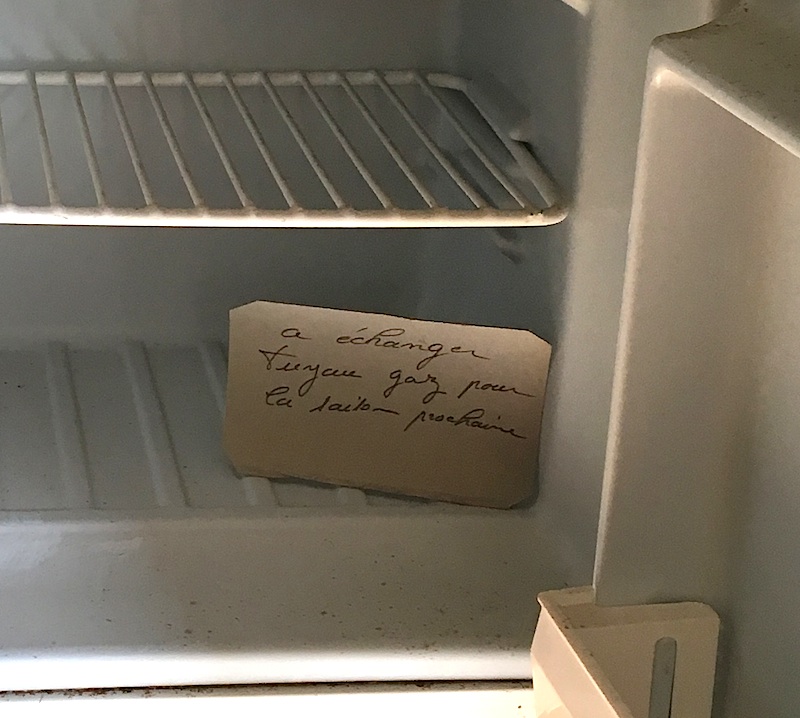 a échanger
Tuyau gaz pour
la saison prochaine